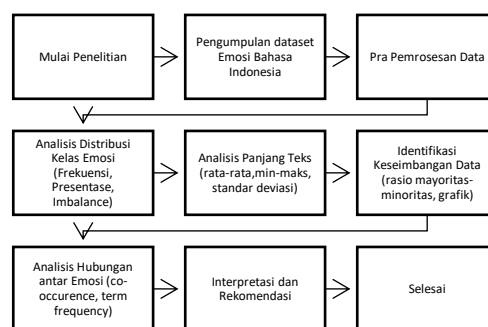 Mulai Penelitian
Pengumpulan dataset
Emosi Bahasa
Indonesia
Pra Pemrosesan Data
Analisis Distribusi
Kelas Emosi
(Frekuensi,
Presentase,
Imbalance)
Analisis Panjang Teks
(rata-rata,min-maks,
standar deviasi)
Identifikasi
Keseimbangan Data
(rasio mayoritas-
minoritas, grafik)
Analisis Hubungan
antar Emosi (co-
occurence, term
frequency)
Interpretasi dan
Rekomendasi
Selesai